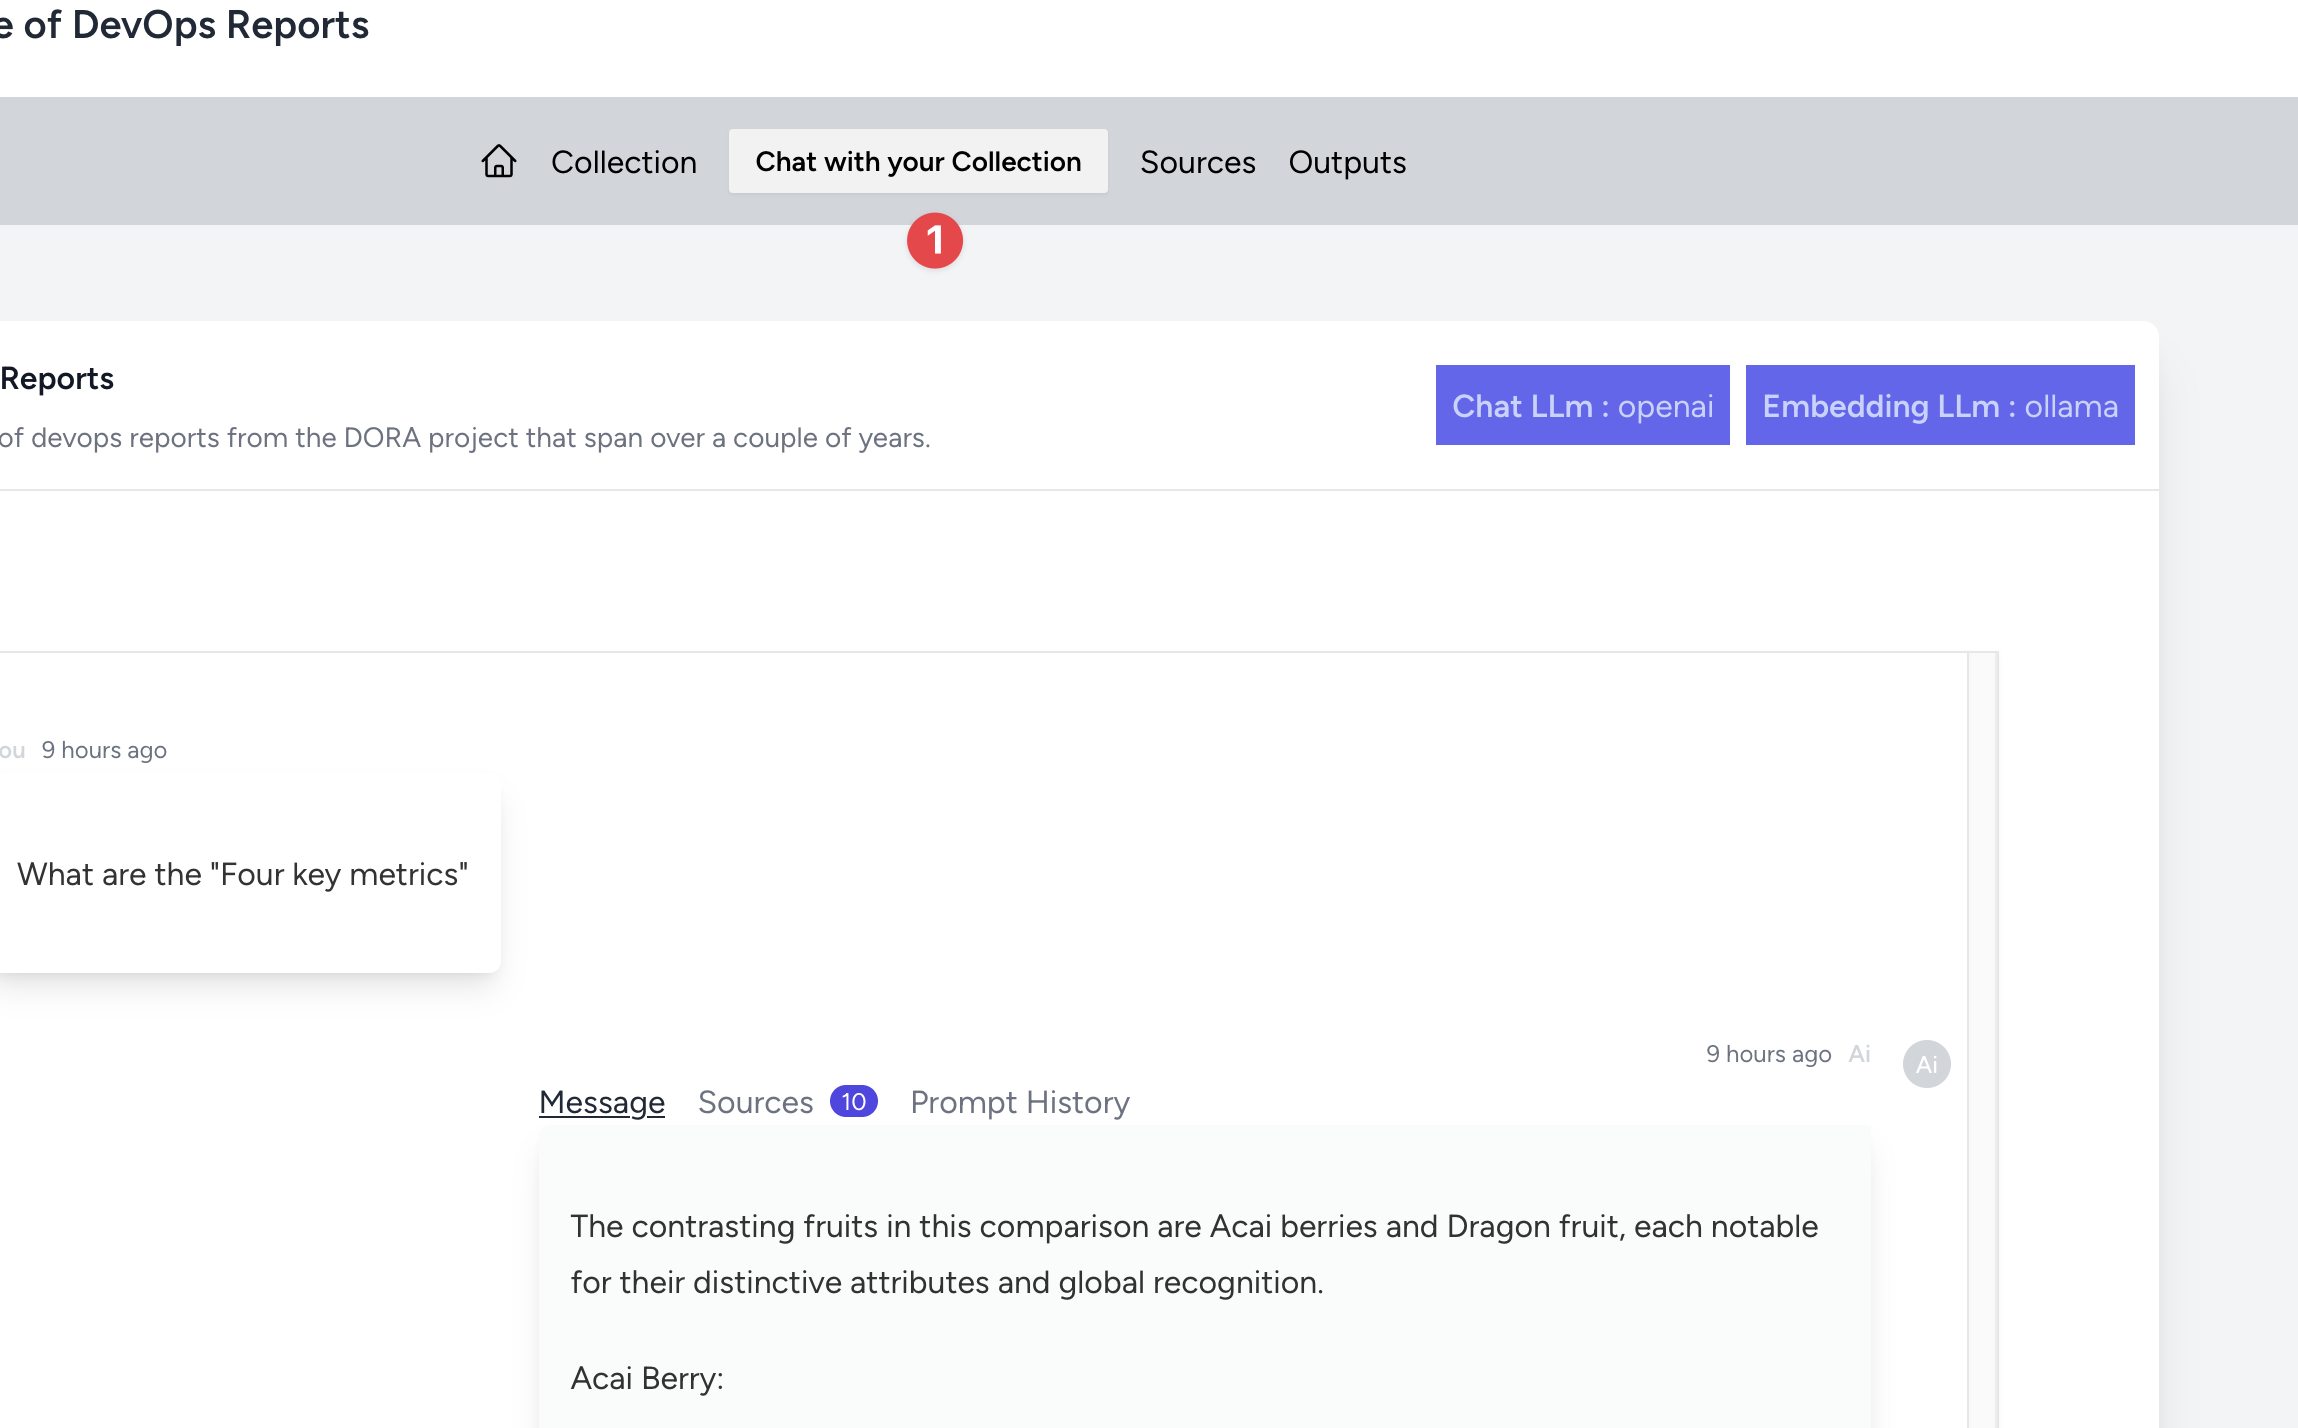 e of DevOps Reports
Collection Chat with your Collection Sources Outputs
1
Reports
of devops reports from the DORA project that span over a couple of years.
Chat LLm : openai Embedding LLm : ollama
ou 9 hours ago
What are the "Four key metrics"
9 hours ago Ai Ai
Message Sources 10 Prompt History
The contrasting fruits in this comparison are Acai berries and Dragon fruit, each notable
for their distinctive attributes and global recognition.
Acai Berry: